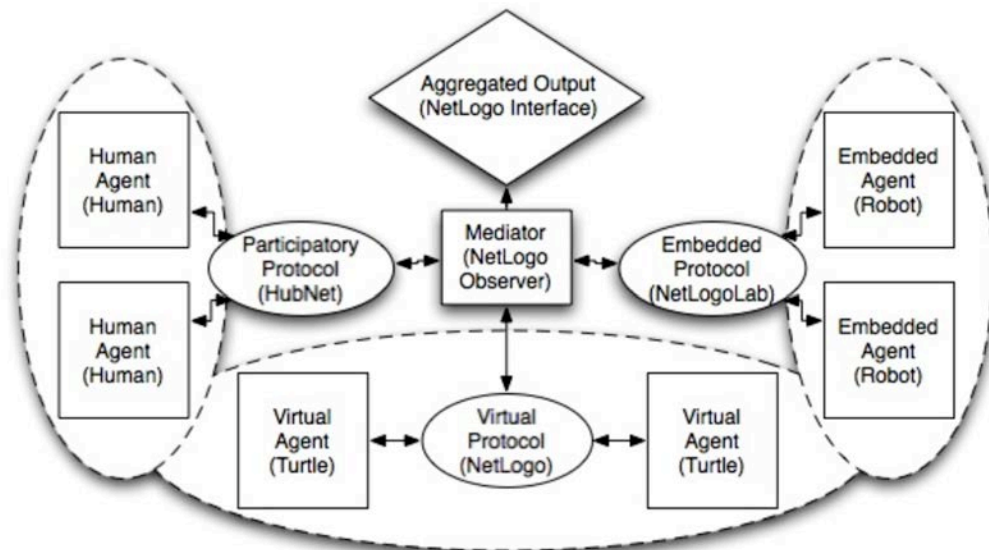 Aggregated Output
(NetLogo Interface)
Human
Agent
(Human)
Embedded
Agent
(Robot)
Participatory
Protocol
(HubNet)
Mediator
(NetLogo
Observer)
Embedded
Protocol
(NetLogoLab)
Human
Agent
(Human)
Embedded
Agent
(Robot)
Virtual
Agent
(Turtle)
Virtual
Protocol
(NetLogo)
Virtual
Agent
(Turtle)